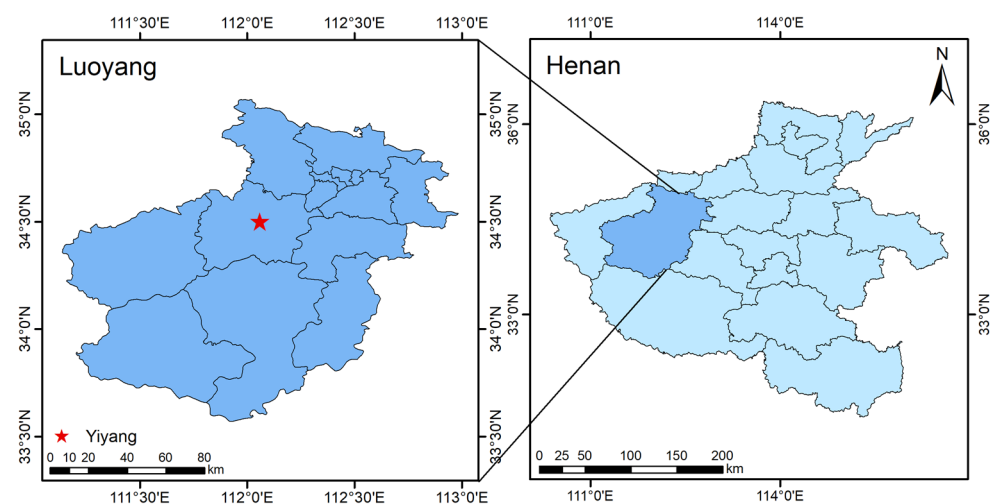 111°30'E 112°0'E 112°30'E 113°0'E
111°0'E 114°0'E
Luoyang
Henan
N
35°0'N
34°30'N
34°0'N
33°30'N
35°0'N
34°30'N
34°0'N
33°30'N
36°0'N
33°0'N
36°0'N
33°0'N
Yiyang
0 10 20 40 60 80
km
0 25 50 100 150 200
km
111°30'E 112°0'E 112°30'E 113°0'E
111°0'E 114°0'E